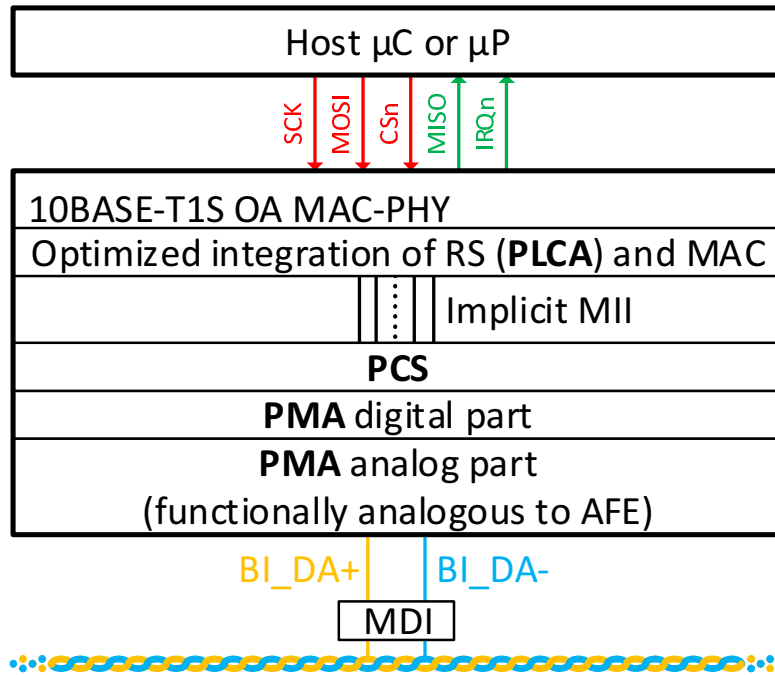 Host μC or μP
SCK
MOSI
CSn
MISO
IRQn
10BASE-T1S OA MAC-PHY
Optimized integration of RS (PLCA) and MAC
Implicit MII
PCS
PMA digital part
PMA analog part
(functionally analogous to AFE)
BI_DA+
BI_DA-
MDI